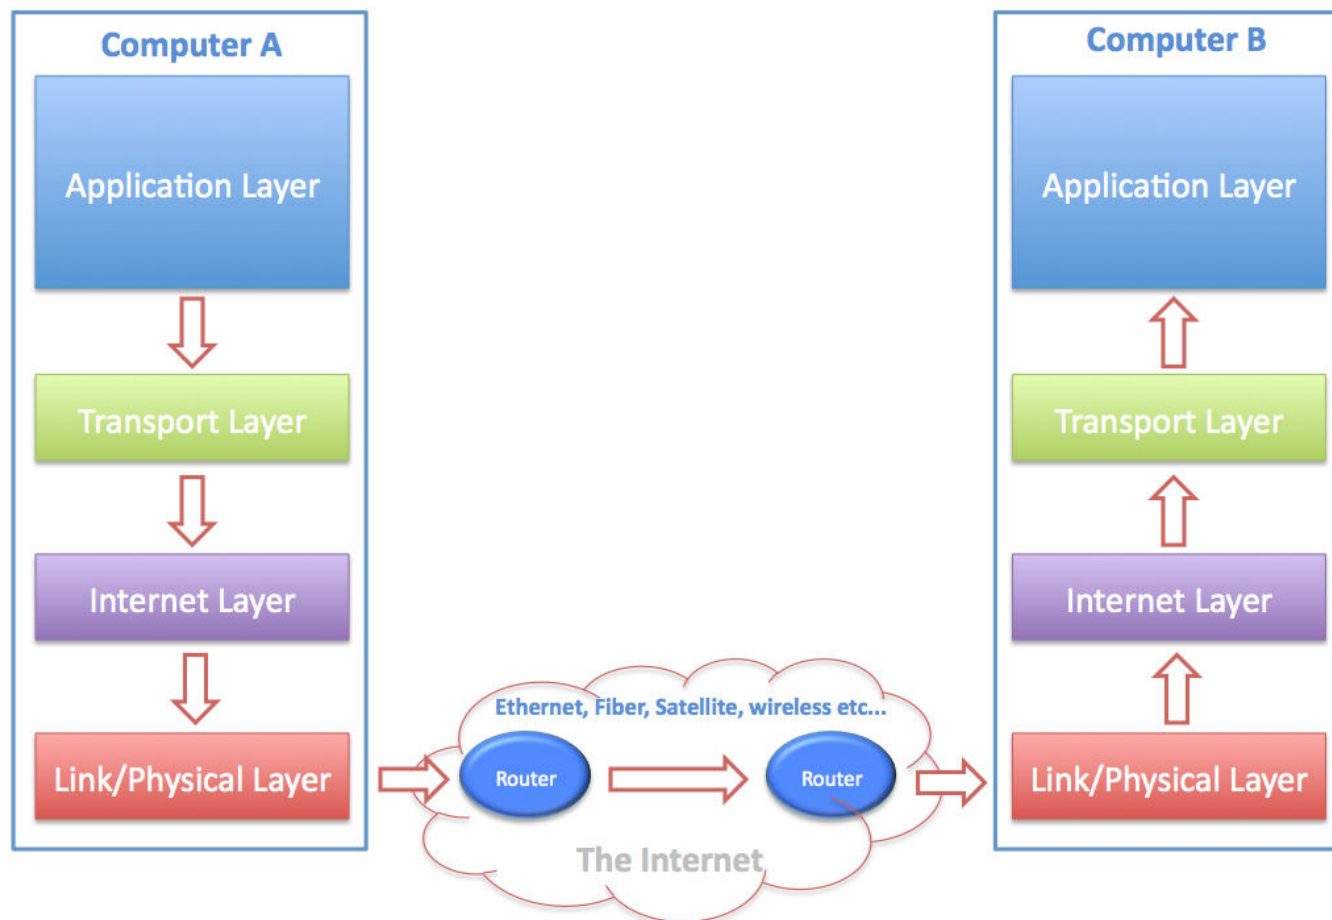 Computer A
Application Layer
Transport Layer
Internet Layer
Link/Physical Layer
Ethernet, Fiber, Satellite, wireless etc...
Router
Router
The Internet
Computer B
Application Layer
Transport Layer
Internet Layer
Link/Physical Layer